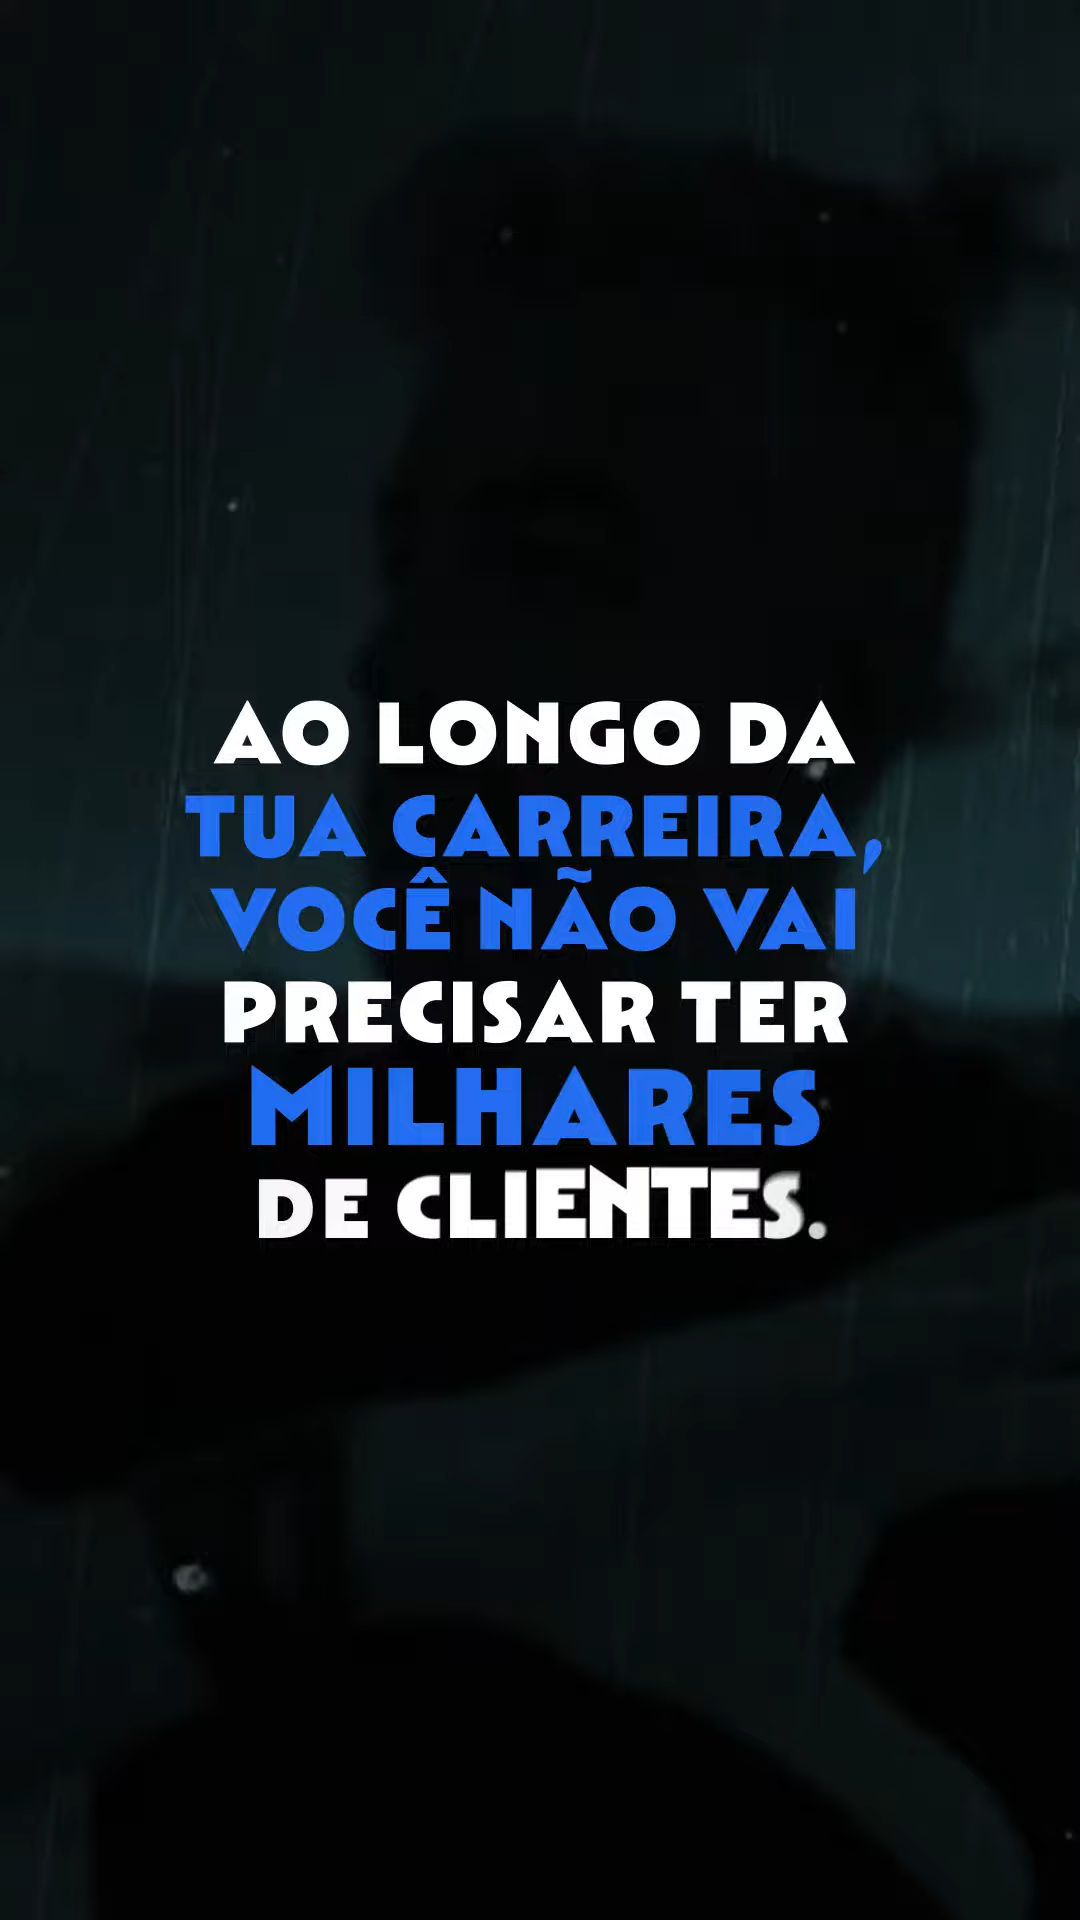 AO LONGO DA
TUA CARREIRA,
VOCÊ NÃO VAI
PRECISAR TER
MILHARES
DE CLIENTES.